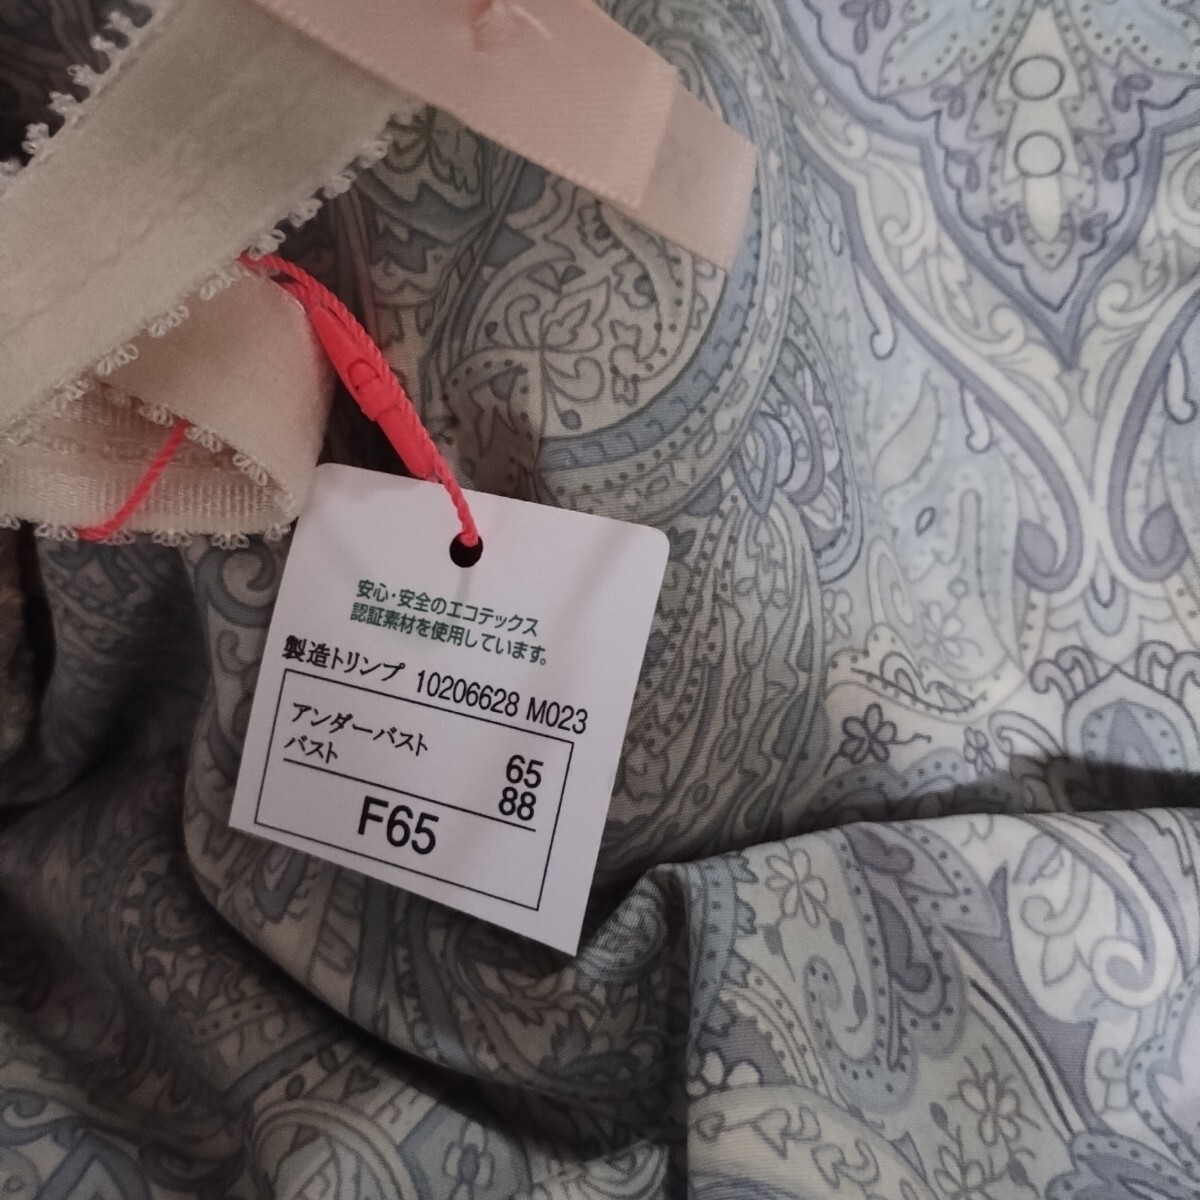 安心・安全のエコテックス
認証素材を使用しています。
製造トリンプ 10206628 M023
アンダーバスト 65
バスト 88
F65